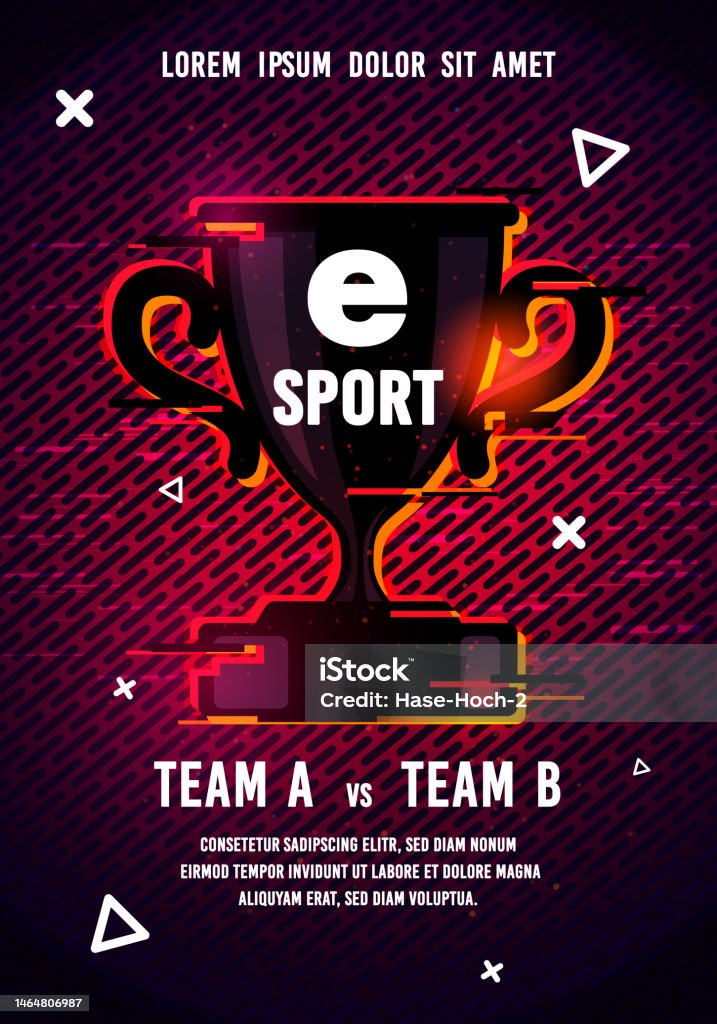 LOREM IPSUM DOLOR SIT AMET
e
SPORT
iStock™
Credit: Hase-Hoch-2
TEAM A VS TEAM B
CONSETETUR SADIPSCING ELITR, SED DIAM NONUM
EIRMOD TEMPOR INVIDUNT UT LABORE ET DOLORE MAGNA
ALIQUYAM ERAT, SED DIAM VOLUPTUA.
1464806987